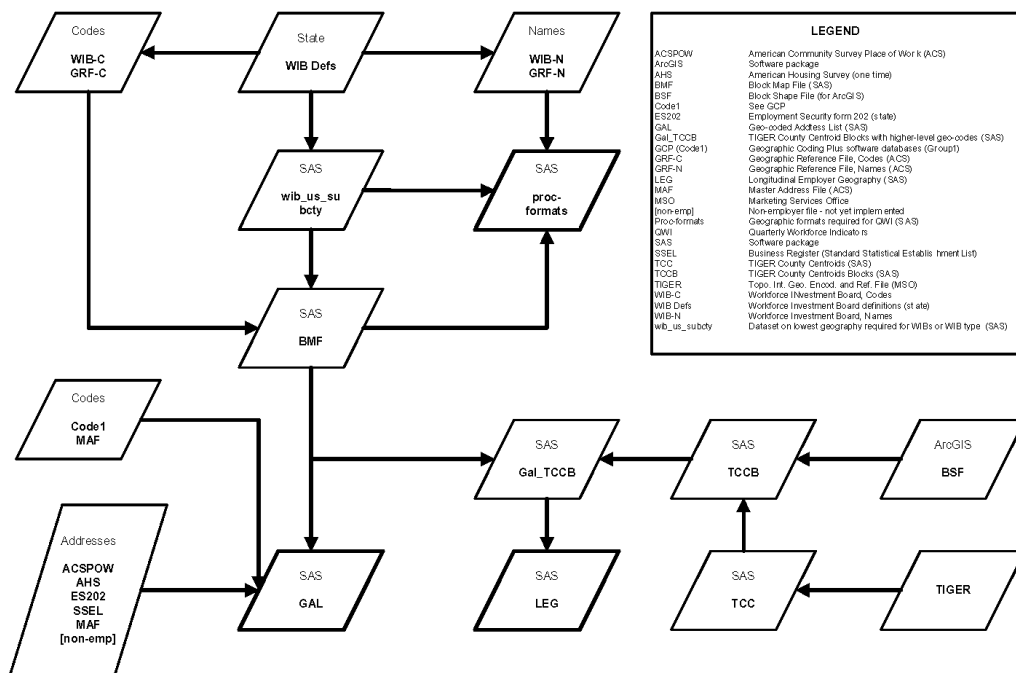 Codes
WIB-C
GRF-C
State
WIB Defs
Names
WIB-N
GRF-N
SAS
wib_us_su
bcty
SAS
proc-
formats
SAS
BMF
Codes
Code1
MAF
Addresses
ACSPOW
AHS
ES202
SSEL
MAF
[non-emp]
SAS
GAL
SAS
Gal_TCCB
SAS
LEG
SAS
TCCB
SAS
TCC
ArcGIS
BSF
TIGER
LEGEND
ACSPOW American Community Survey Place of Work (ACS)
ArcGIS Software package
AHS American Housing Survey (one time)
BMF Block Map File (SAS)
BSF Block Shape File (for ArcGIS)
Code1 See GCP
ES202 Employment Security form 202 (state)
GAL Geo-coded Address List (SAS)
Gal_TCCB TIGER County Centroid Blocks with higher-level geo-codes (SAS)
GCP (Code1) Geographic Coding Plus software databases (Group1)
GRF-C Geographic Reference File, Codes (ACS)
GRF-N Geographic Reference File, Names (ACS)
LEG Longitudinal Employer Geography (SAS)
MAF Master Address File (ACS)
MSO Marketing Services Office
[non-emp] Non-employer file - not yet implemented
Proc-formats Geographic formats required for QWI (SAS)
QWI Quarterly Workforce Indicators
SAS Software package
SSEL Business Register (Standard Statistical Establishment List)
TCC TIGER County Centroids (SAS)
TCCB TIGER County Centroids Blocks (SAS)
TIGER Topo. Int. Geo. Encod. and Ref. File (MSO)
WIB-C Workforce INvestment Board, Codes
WIB Defs Workforce Investment Board definitions (state)
WIB-N Workforce Investment Board, Names
wib_us_subcty Dataset on lowest geography required for WIBs or WIB type (SAS)